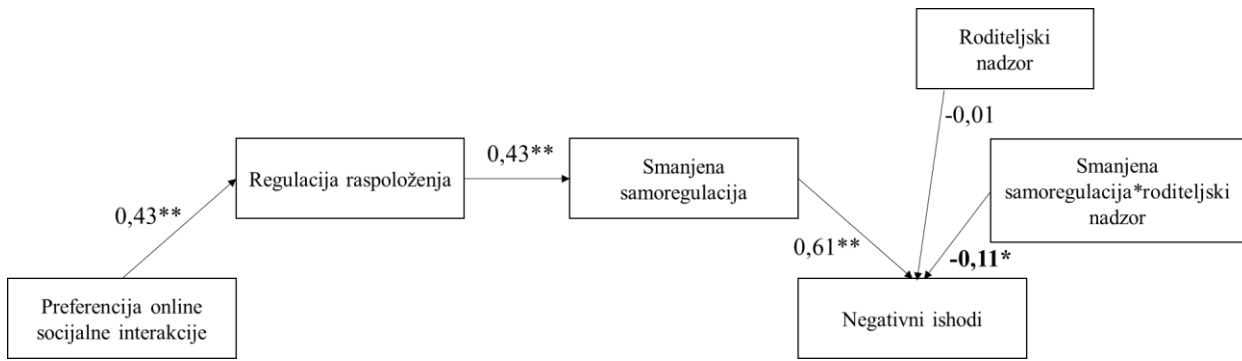 Roditeljski
nadzor
-0,01
0,43**
Regulacija raspoloženja
Smanjena
samoregulacija
Smanjena
samoregulacija*roditeljski
nadzor
0,43**
0,61**
-0,11*
Preferencija online
socijalne interakcije
Negativni ishodi